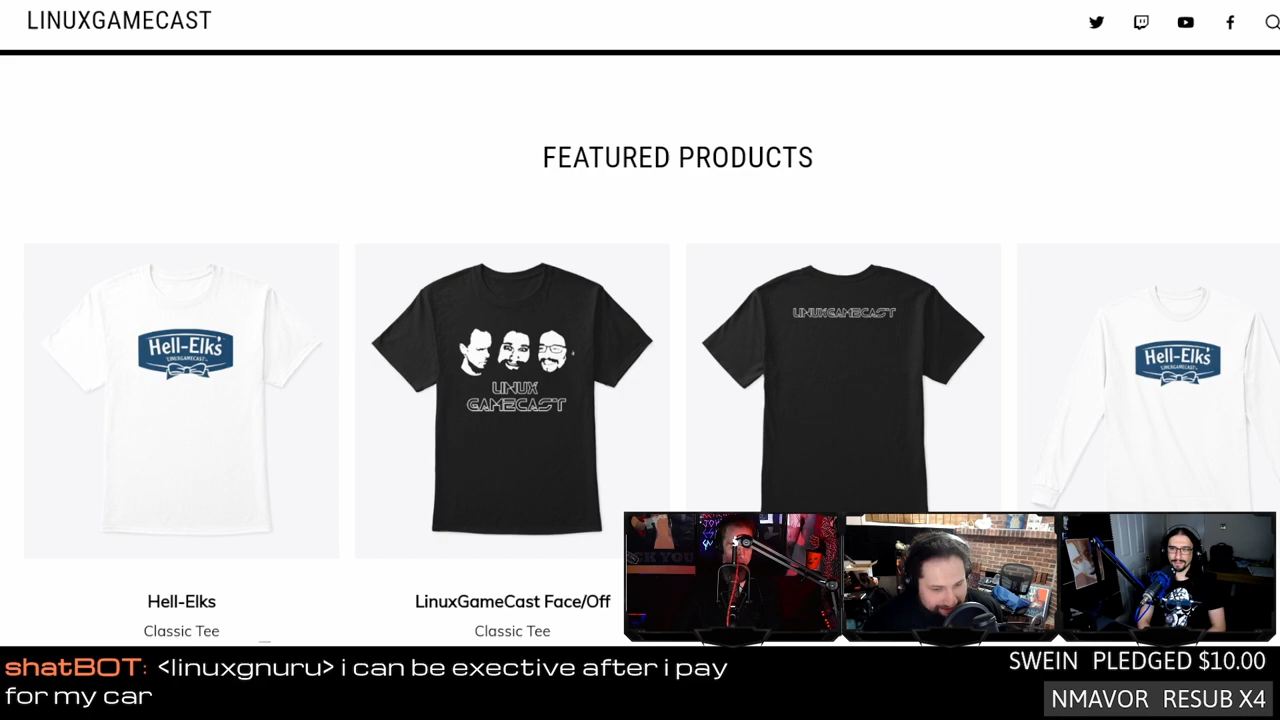 LINUXGAMECAST
FEATURED PRODUCTS
Hell-Elks
LINUXGAMECAST
LINUX
GAMECAST
LINUXGAMECAST
Hell-Elks
LINUXGAMECAST
Hell-Elks
LinuxGameCast Face/Off
Classic Tee
Classic Tee
shatBOT: <linuxgnuru> i can be exective after i pay
for my car
SWEIN PLEDGED $10.00
NMAVOR RESUB X4